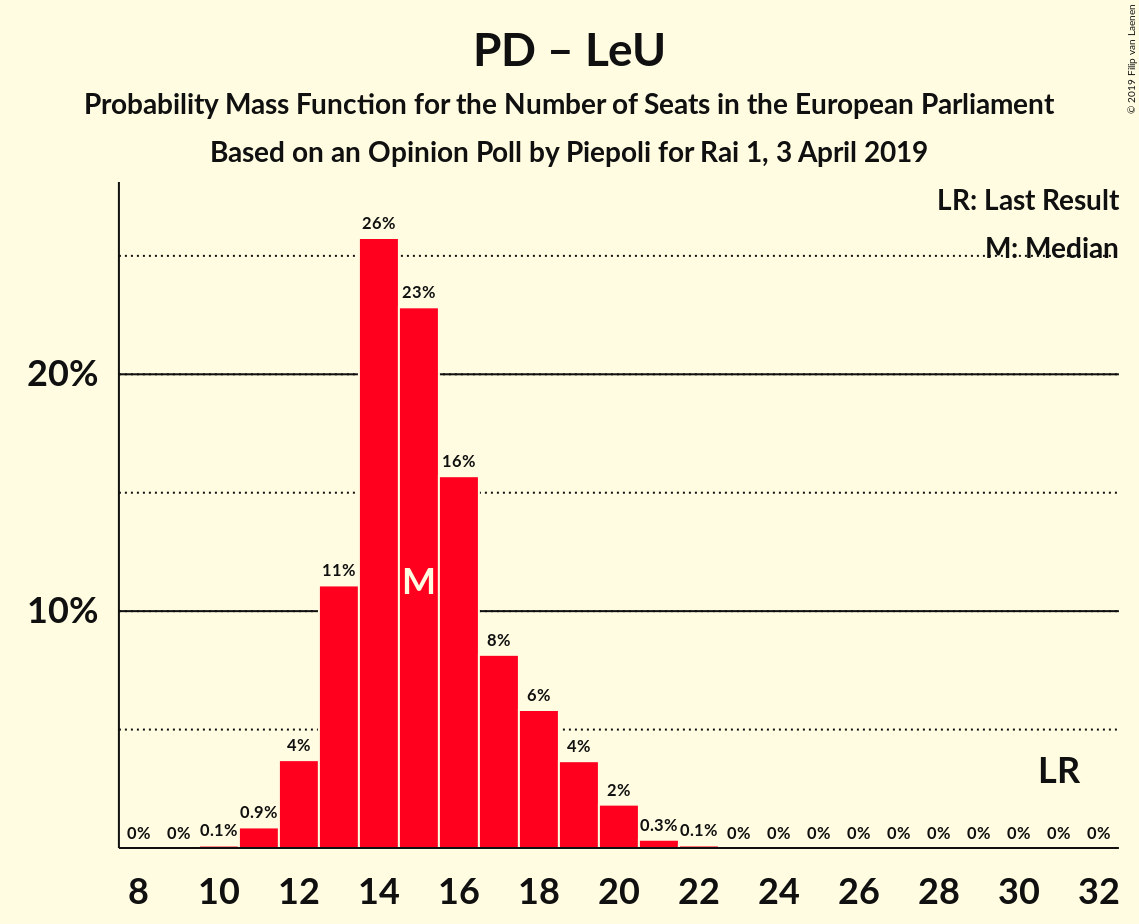 PD – LeU
Probability Mass Function for the Number of Seats in the European Parliament
Based on an Opinion Poll by Piepoli for Rai 1, 3 April 2019
© 2019 Filip van Laenen
LR: Last Result
M: Median
26%
23%
20%
16%
11%
M
10%
8%
6%
4%
4%
LR
2%
0.9%
0% 0% 0.1% 0.3% 0.1% 0% 0% 0% 0% 0% 0% 0% 0% 0% 0%
8 10 12 14 16 18 20 22 24 26 28 30 32